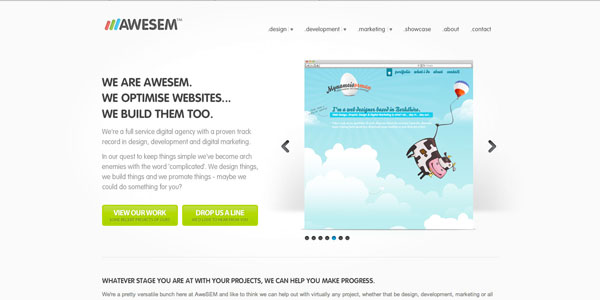 AWESEM™
.design .development .marketing .showcase .about .contact
WE ARE AWESEM.
WE OPTIMISE WEBSITES...
WE BUILD THEM TOO.
We're a full service digital agency with a proven track
record in design, development and digital marketing.
In our quest to keep things simple we've become arch
enemies with the word 'complicated'. We design things,
we build things and we promote things - maybe we
could do something for you?
VIEW OUR WORK
DROP US A LINE
portfolio what i do about contact
I'm a web designer based in Berkshire.
WHATEVER STAGE YOU ARE AT WITH YOUR PROJECTS, WE CAN HELP YOU MAKE PROGRESS.
We're a pretty versatile bunch here at AweSEM and like to think we can help out with virtually any project, whether that be design, development, marketing or all